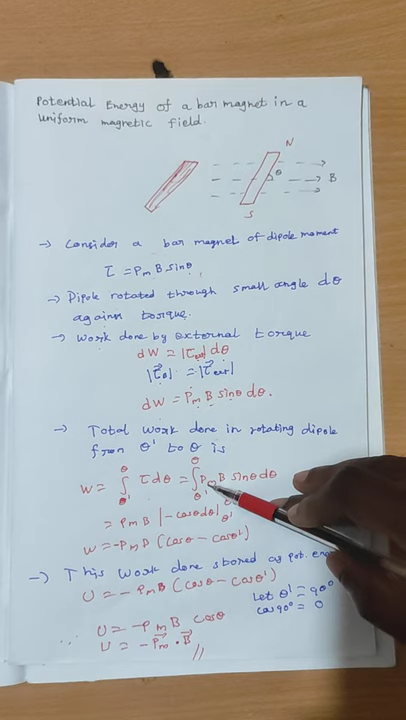 Potential Energy of a bar magnet in a
uniform magnetic field.
N
θ
B
S
→ Consider a bar magnet of dipole moment
τ = Pm B sinθ
→ Dipole rotated through small angle dθ
against torque.
→ Work done by external torque
dW = |τext| dθ
|τB| = |τext|
dW = Pm B sinθ dθ.
→ Total work done in rotating dipole
from θ' to θ is
W = ∫θ'^θ τ dθ = ∫θ'^θ Pm B sinθ dθ
= Pm B |-cosθ dθ|θ'
W = -Pm B (cosθ - cosθ')
→) This work done stored as pot.
U = - Pm B (cosθ - cosθ')
Let θ' = 90°
cos 90° = 0
∴ U = -Pm B cosθ
U = - Pm · B //